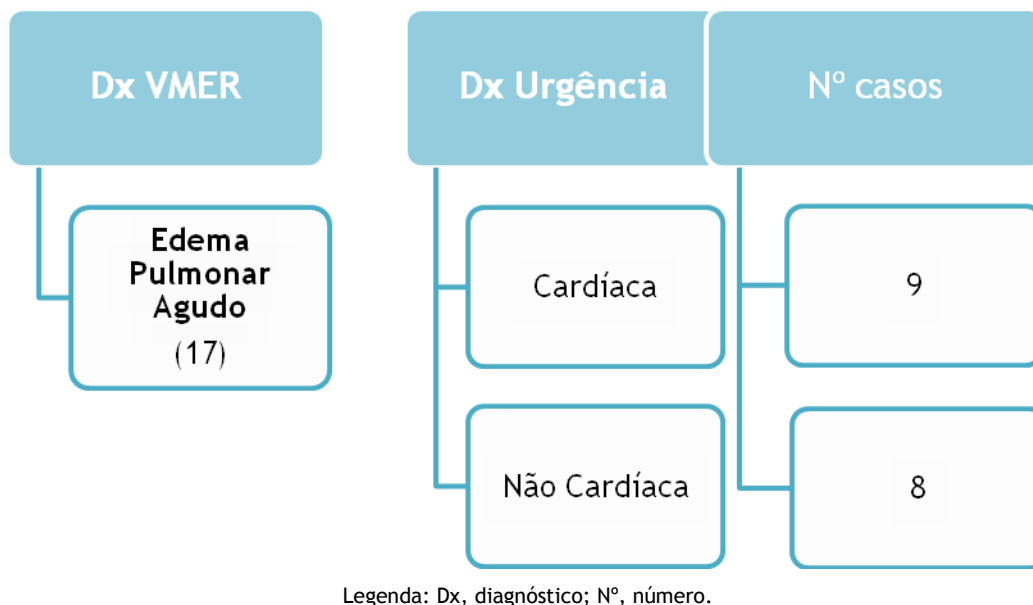 Dx VMER
Dx Urgência
Nº casos
Edema
Pulmonar
Agudo
(17)
Cardíaca
9
Não Cardíaca
8
Legenda: Dx, diagnóstico; Nº, número.